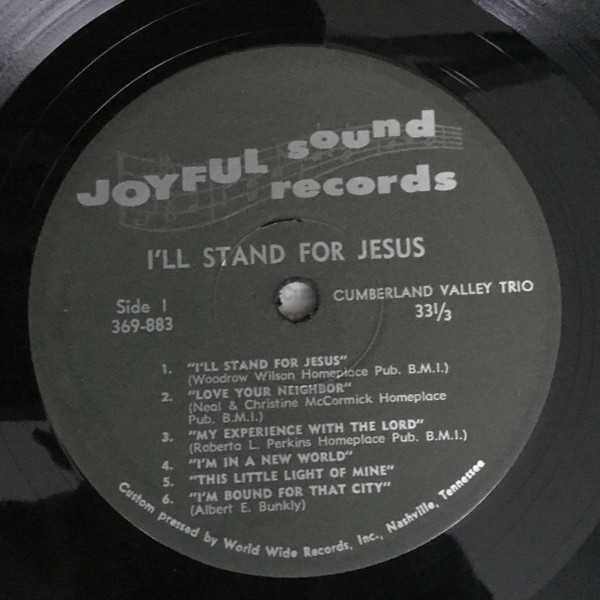 JOYFUL sound
records
I'LL STAND FOR JESUS
Side 1
369-883
CUMBERLAND VALLEY TRIO
33⅓
1. "I'LL STAND FOR JESUS"
(Woodrow Wilson Homeplace Pub. B.M.I.)
2. "LOVE YOUR NEIGHBOR"
(Neal & Christine McCormick Homeplace
Pub. B.M.I.)
3. "MY EXPERIENCE WITH THE LORD"
(Roberta L. Perkins Homeplace Pub. B.M.I.)
4. "I'M IN A NEW WORLD"
5. "THIS LITTLE LIGHT OF MINE"
6. "I'M BOUND FOR THAT CITY"
(Albert E. Bunkly)
Custom pressed by World Wide Records, Inc., Nashville, Tennessee